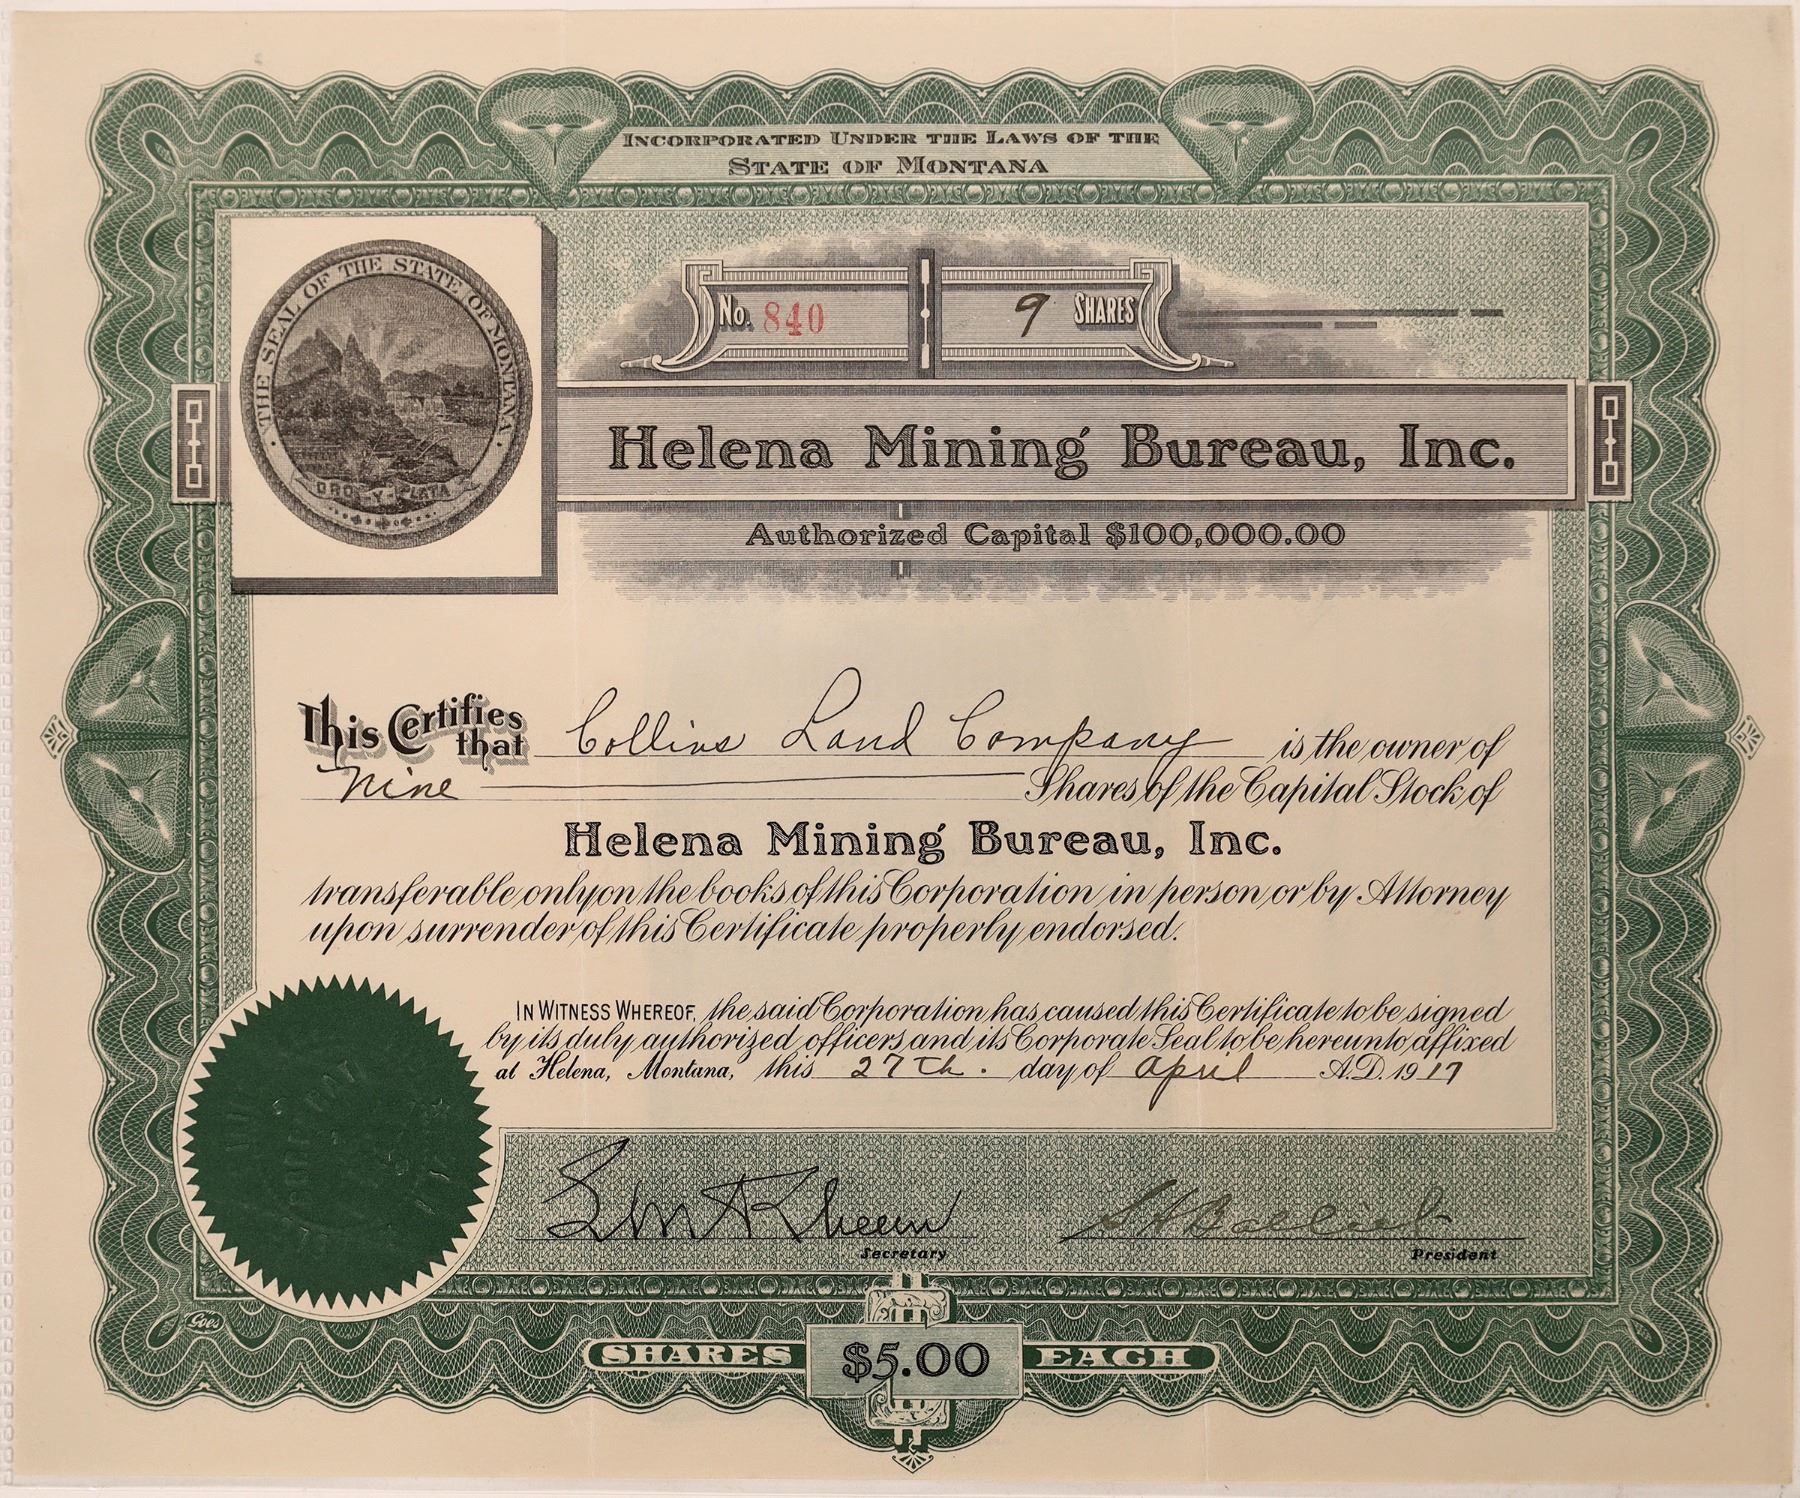 INCORPORATED UNDER THE LAWS OF THE
STATE OF MONTANA
THE SEAL OF THE STATE OF MONTANA
ORO Y PLATA
No. 840 9 SHARES
Helena Mining Bureau, Inc.
Authorized Capital $100,000.00
This Certifies that Collins Land Company is the owner of
Nine Shares of the Capital Stock of
Helena Mining Bureau, Inc.
transferable only on the books of this Corporation in person or by Attorney
upon surrender of this Certificate properly endorsed.
IN WITNESS WHEREOF, the said Corporation has caused this Certificate to be signed
by its duly authorized officers and its Corporate Seal to be hereunto affixed
at Helena, Montana, this 27th. day of April A.D. 1917
Secretary
President
Goes
SHARES $5.00 EACH